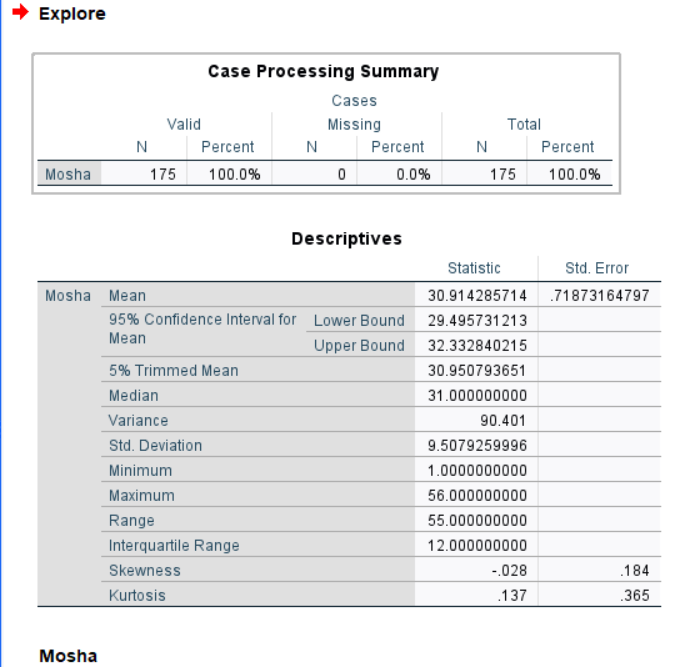 Explore
Case Processing Summary
Cases
Valid Missing Total
N Percent N Percent N Percent
Mosha 175 100.0% 0 0.0% 175 100.0%
Descriptives
Statistic Std. Error
Mosha Mean 30.914285714 .71873164797
95% Confidence Interval for Mean Lower Bound 29.495731213
Upper Bound 32.332840215
5% Trimmed Mean 30.950793651
Median 31.000000000
Variance 90.401
Std. Deviation 9.5079259996
Minimum 1.0000000000
Maximum 56.000000000
Range 55.000000000
Interquartile Range 12.000000000
Skewness -.028 .184
Kurtosis .137 .365
Mosha